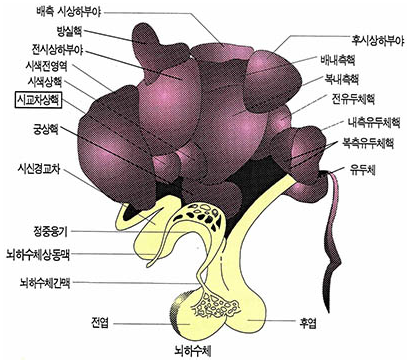 배측 시상하부야
방실핵
전시상하부야
시색전영역
시색상핵
시교차상핵
궁상핵
시신경교차
정중융기
뇌하수체상동맥
뇌하수체간맥
전엽
뇌하수체
후엽
후시상하부야
배내측핵
복내측핵
전유두체핵
내측유두체핵
복측유두체핵
유두체